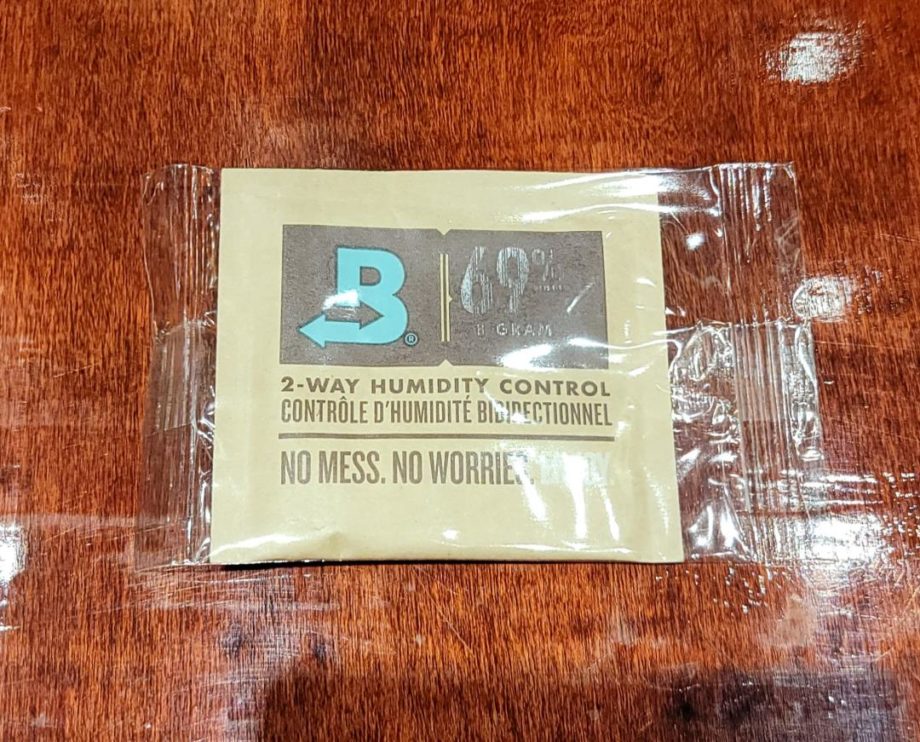 B®
69%
8 GRAM
2-WAY HUMIDITY CONTROL
CONTRÔLE D'HUMIDITÉ BIDIRECTIONNEL
NO MESS. NO WORRIES.